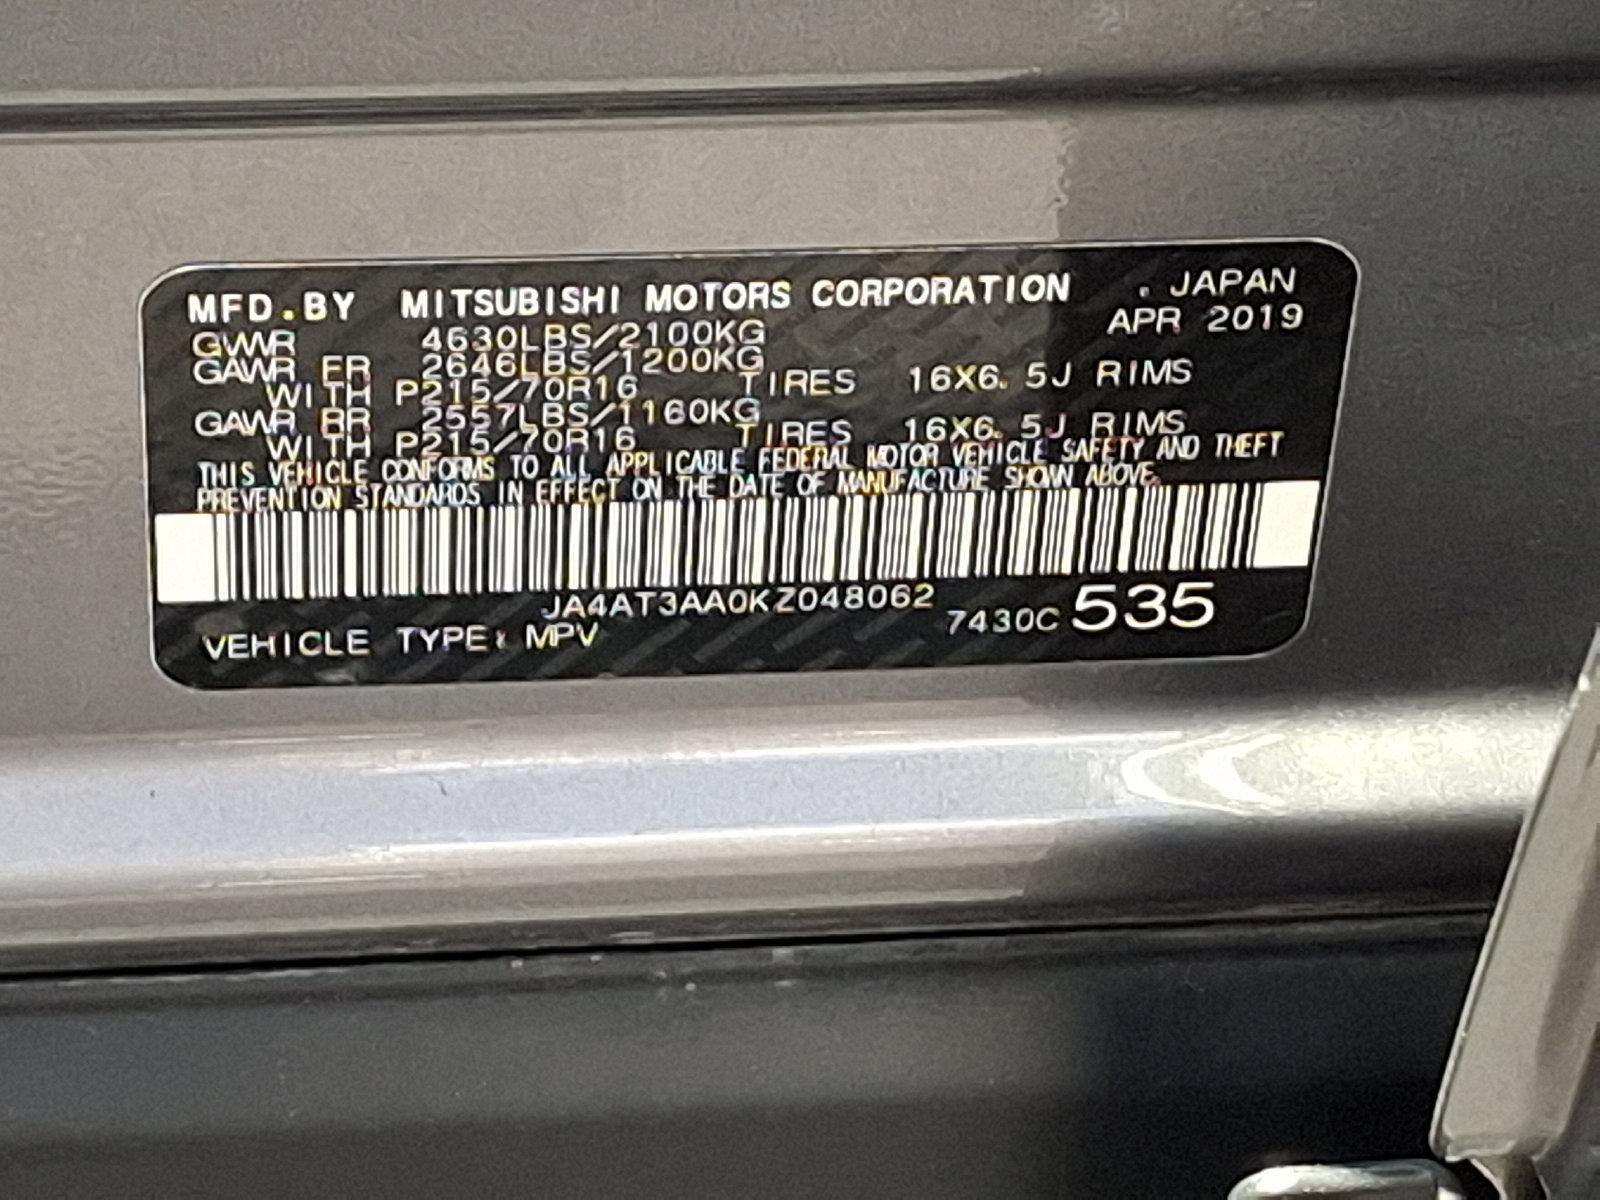 MFD.BY MITSUBISHI MOTORS CORPORATION . JAPAN
APR 2019
GVWR 4630LBS/2100KG
GAWR FR 2646LBS/1200KG
WITH P215/70R16 TIRES 16X6.5J RIMS
GAWR RR 2557LBS/1160KG
WITH P215/70R16 TIRES 16X6.5J RIMS
THIS VEHICLE CONFORMS TO ALL APPLICABLE FEDERAL MOTOR VEHICLE SAFETY AND THEFT
PREVENTION STANDARDS IN EFFECT ON THE DATE OF MANUFACTURE SHOWN ABOVE.
JA4AT3AA0KZ048062
7430C 535
VEHICLE TYPE: MPV